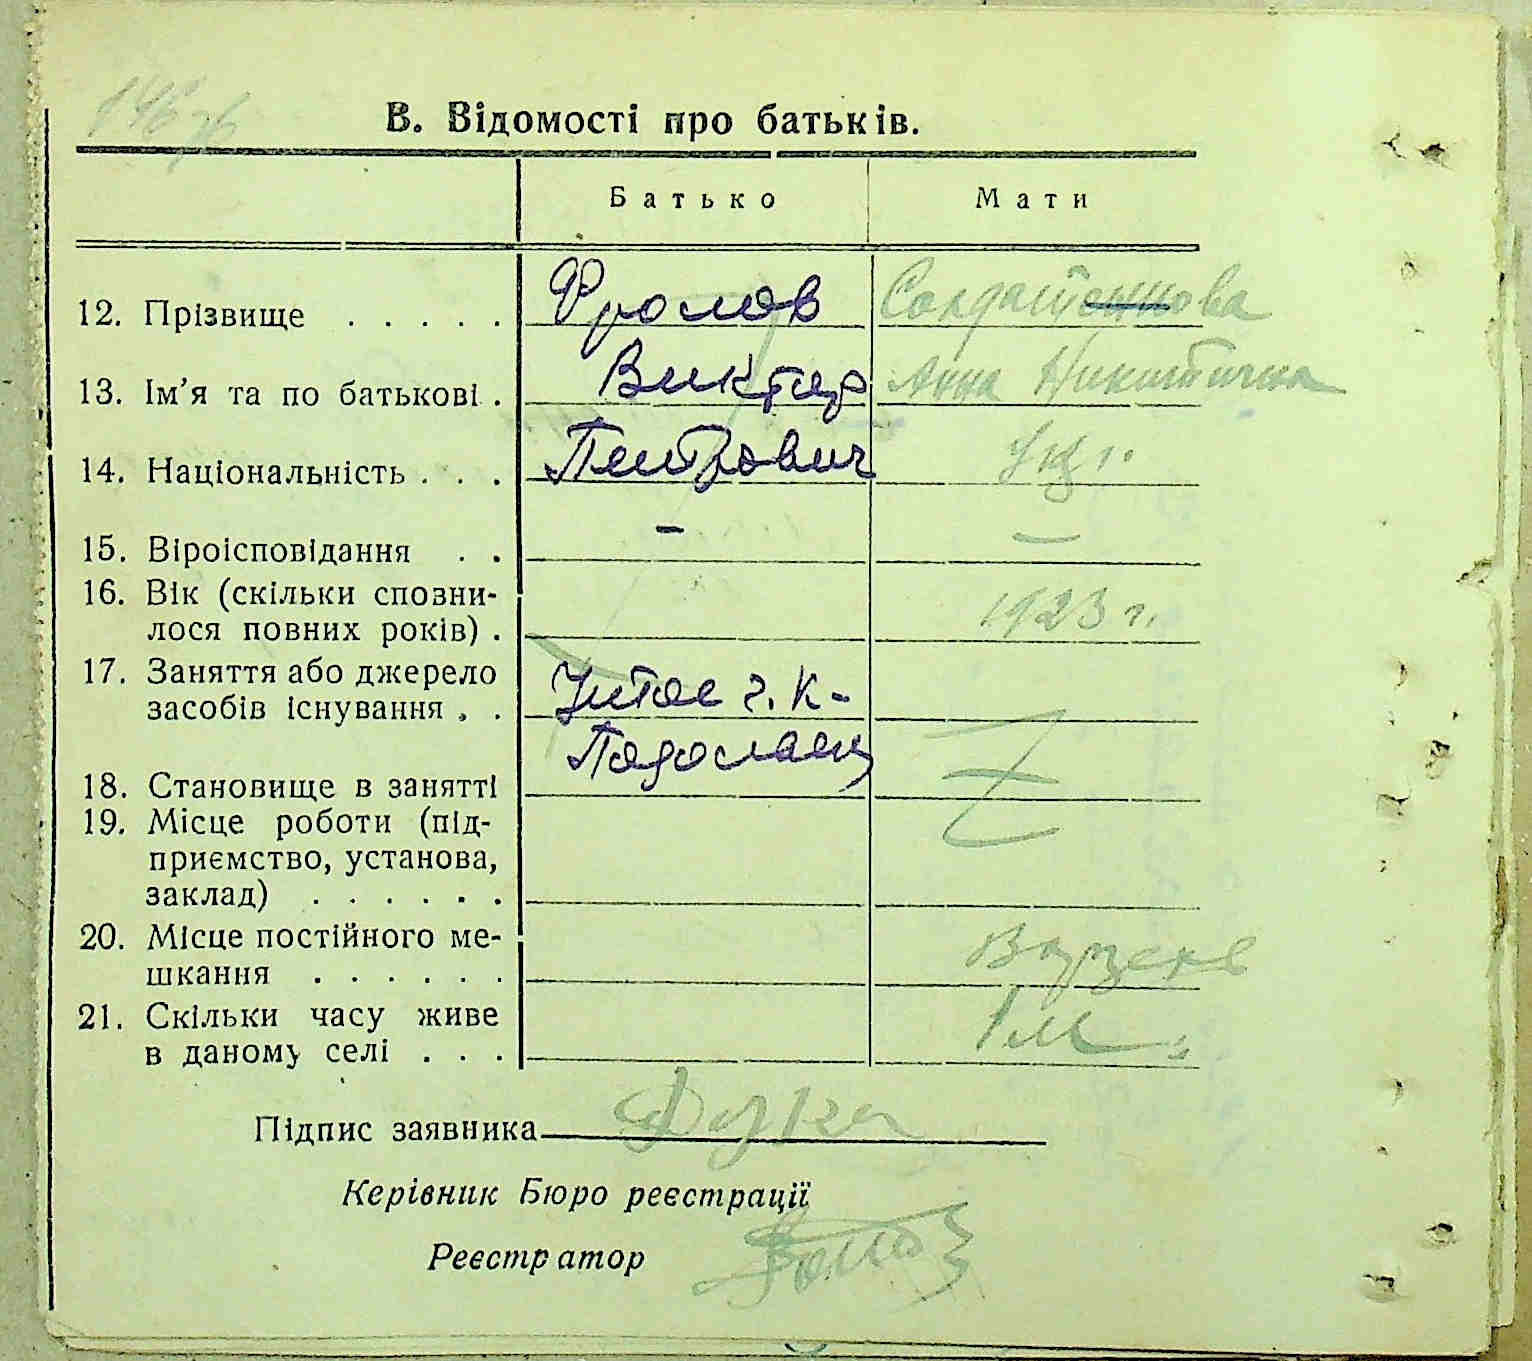 В. Відомості про батьків.
Батько Мати
12. Прізвище . . . . . Фролов Солдатенкова
13. Ім'я та по батькові . Виктор Анна Никитична
14. Національність . . . Петрович Укр.
15. Віроісповідання . . – –
16. Вік (скільки сповни-
лося повних років) . 1923 г.
17. Заняття або джерело
засобів існування . . г. К-
18. Становище в занятті
19. Місце роботи (під-
приємство, установа,
заклад) . . . . . .
20. Місце постійного ме-
шкання . . . . . .
21. Скільки часу живе
в даному селі . . . 1 м.
Підпис заявника
Керівник Бюро реєстрації
Реєстратор